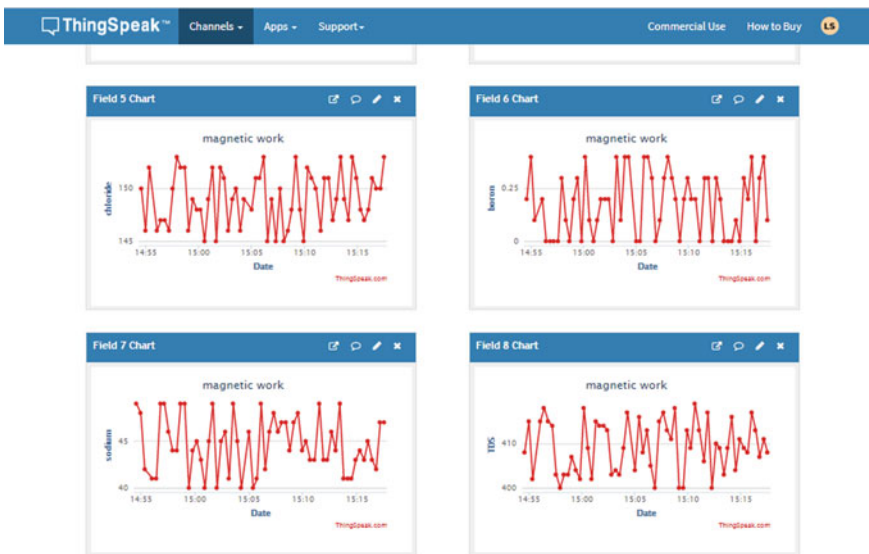 ThingSpeak™ Channels Apps Support Commercial Use How to Buy LS
Field 5 Chart
magnetic work
chloride
150
145
14:55 15:00 15:05 15:10 15:15
Date
ThingSpeak.com
Field 6 Chart
magnetic work
boron
0.25
0
14:55 15:00 15:05 15:10 15:15
Date
ThingSpeak.com
Field 7 Chart
magnetic work
sodium
45
40
14:55 15:00 15:05 15:10 15:15
Date
ThingSpeak.com
Field 8 Chart
magnetic work
TDS
410
400
14:55 15:00 15:05 15:10 15:15
Date
ThingSpeak.com